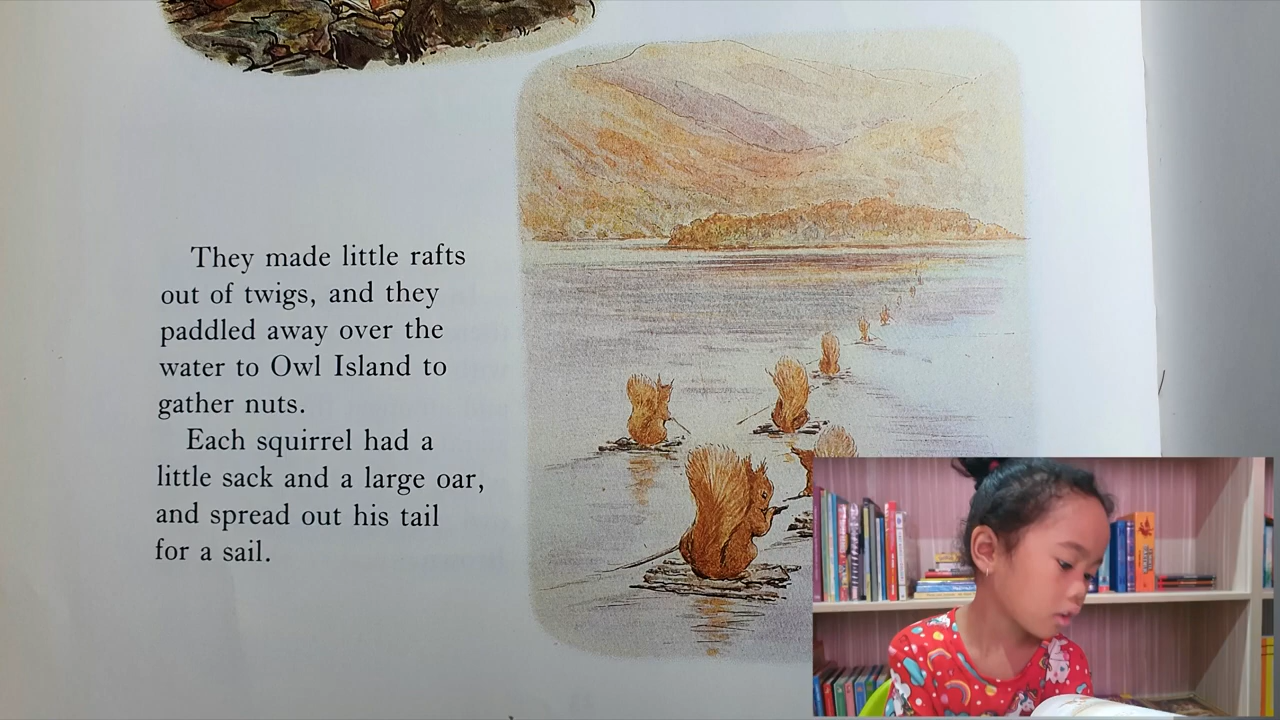 They made little rafts
out of twigs, and they
paddled away over the
water to Owl Island to
gather nuts.
Each squirrel had a
little sack and a large oar,
and spread out his tail
for a sail.